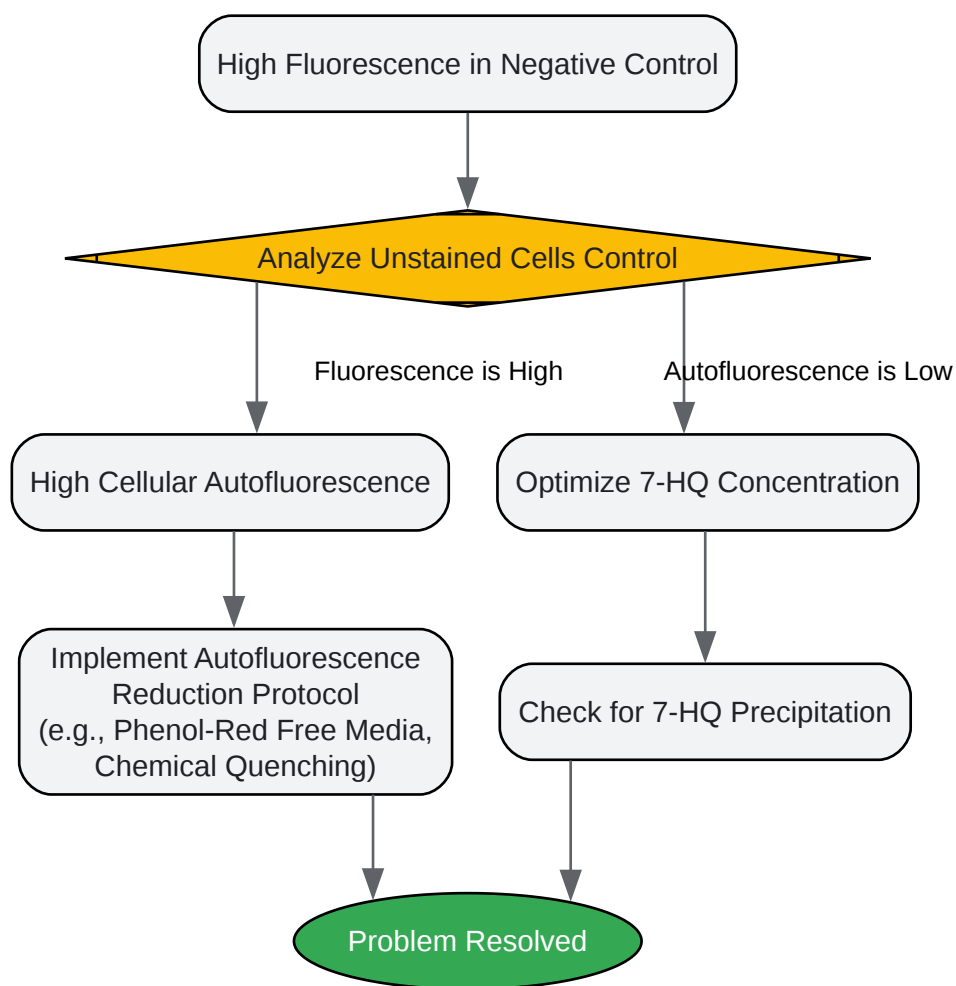 High Fluorescence in Negative Control
Analyze Unstained Cells Control
Fluorescence is High
Autofluorescence is Low
High Cellular Autofluorescence
Optimize 7-HQ Concentration
Implement Autofluorescence
Reduction Protocol
(e.g., Phenol-Red Free Media,
Chemical Quenching)
Check for 7-HQ Precipitation
Problem Resolved